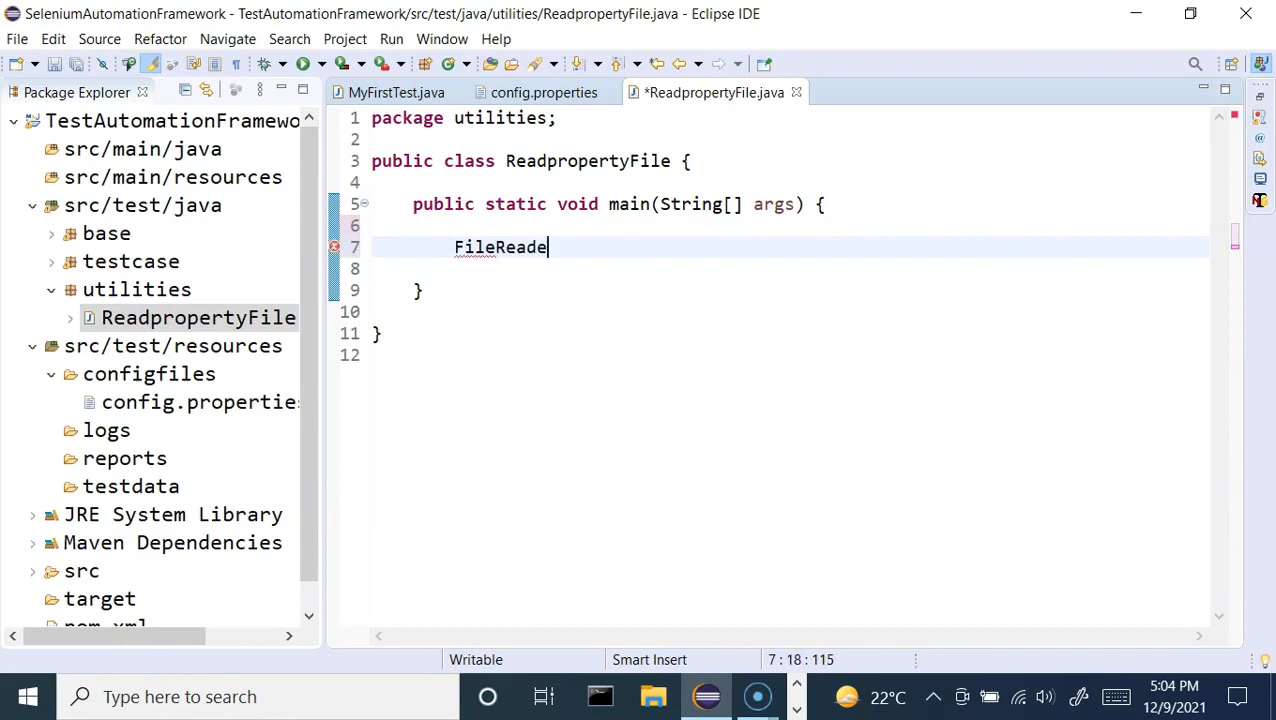 SeleniumAutomationFramework - TestAutomationFramework/src/test/java/utilities/ReadpropertyFile.java - Eclipse IDE
File Edit Source Refactor Navigate Search Project Run Window Help
Package Explorer
MyFirstTest.java config.properties *ReadpropertyFile.java
TestAutomationFramewo
src/main/java
src/main/resources
src/test/java
base
testcase
utilities
ReadpropertyFile
src/test/resources
configfiles
config.properties
logs
reports
testdata
JRE System Library
Maven Dependencies
src
target
pom.xml
1 package utilities;
2
3 public class ReadpropertyFile {
4
5 public static void main(String[] args) {
6
7 FileReade
8
9 }
10
11 }
12
Writable Smart Insert 7 : 18 : 115
Type here to search
22°C
5:04 PM
12/9/2021